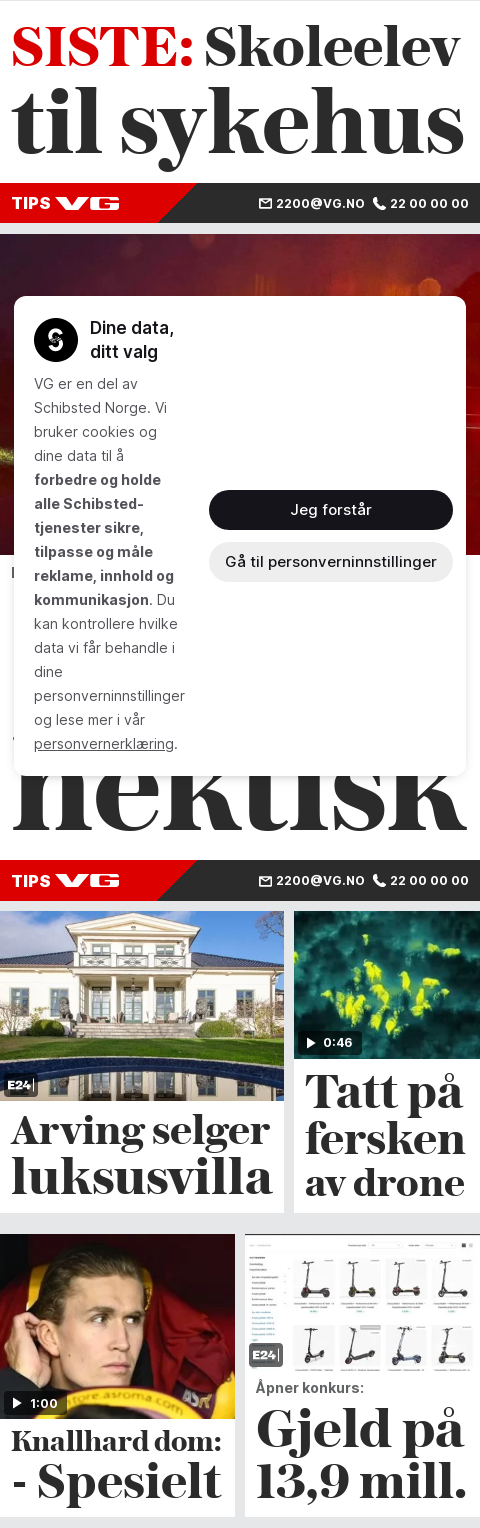 SISTE: Skoleelev
til sykehus
TIPS VG 2200@VG.NO 22 00 00 00
Dine data,
ditt valg
VG er en del av
Schibsted Norge. Vi
bruker cookies og
dine data til å
forbedre og holde
alle Schibsted-
tjenester sikre,
tilpasse og måle
reklame, innhold og
kommunikasjon. Du
kan kontrollere hvilke
data vi får behandle i
dine
personverninnstillinger
og lese mer i vår
personvernerklæring.
Jeg forstår
Gå til personverninnstillinger
hektisk
TIPS VG 2200@VG.NO 22 00 00 00
E24
Arving selger
luksusvilla
0:46
Tatt på
fersken
av drone
store.asroma.com
1:00
Knallhard dom:
- Spesielt
E24
Åpner konkurs:
Gjeld på
13,9 mill.